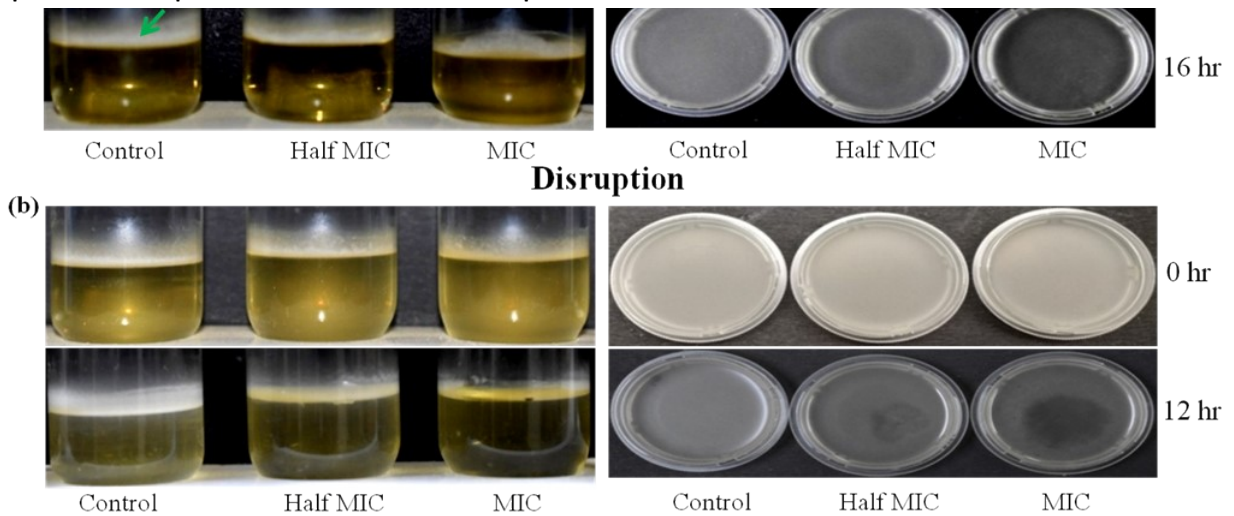 16 hr
Control Half MIC MIC Control Half MIC MIC
Disruption
(b)
0 hr
12 hr
Control Half MIC MIC Control Half MIC MIC